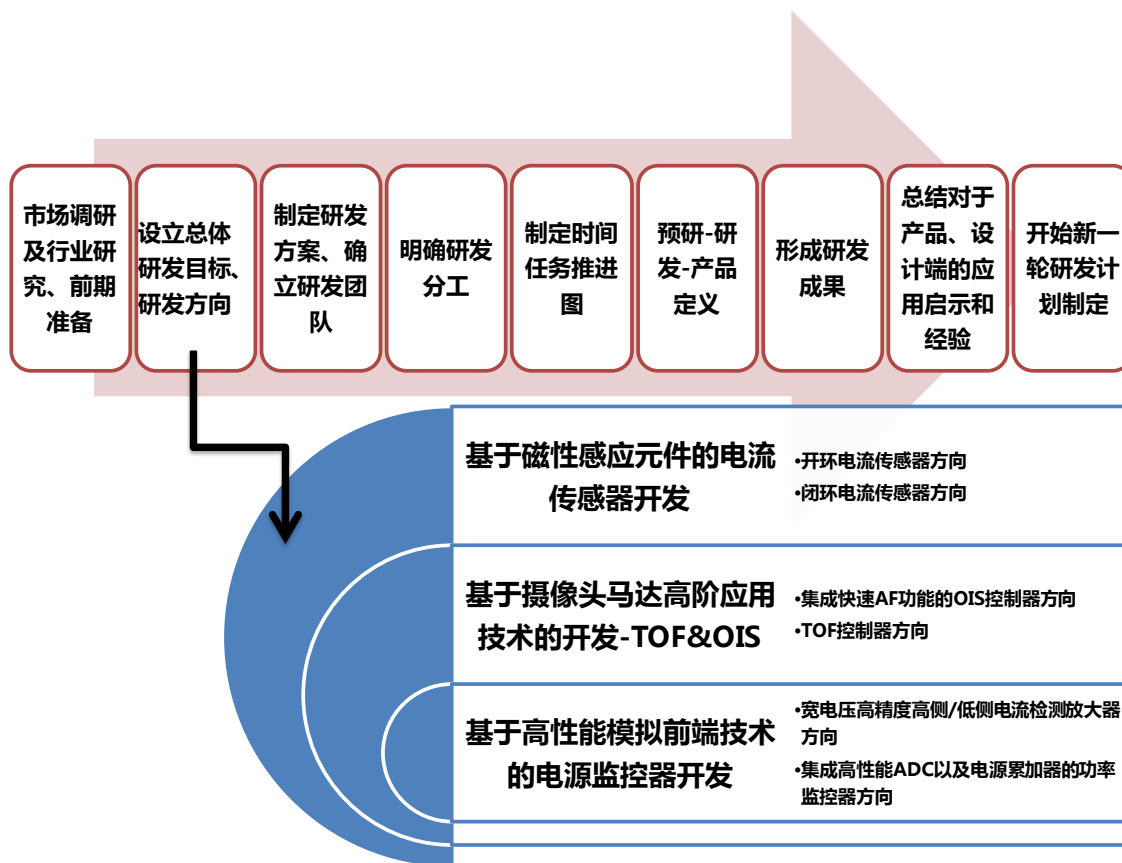 市场调研
及行业研
究、前期
准备
设立总体
研发目标、
研发方向
制定研发
方案、确
立研发团
队
明确研发
分工
制定时间
任务推进
图
预研-研
发-产品
定义
形成研发
成果
总结对于
产品、设
计端的应
用启示和
经验
开始新一
轮研发计
划制定
基于磁性感应元件的电流
传感器开发
•开环电流传感器方向
•闭环电流传感器方向
基于摄像头马达高阶应用
技术的开发-TOF&OIS
•集成快速AF功能的OIS控制器方向
•TOF控制器方向
基于高性能模拟前端技术
的电源监控器开发
•宽电压高精度高侧/低侧电流检测放大器
方向
•集成高性能ADC以及电源累加器的功率
监控器方向